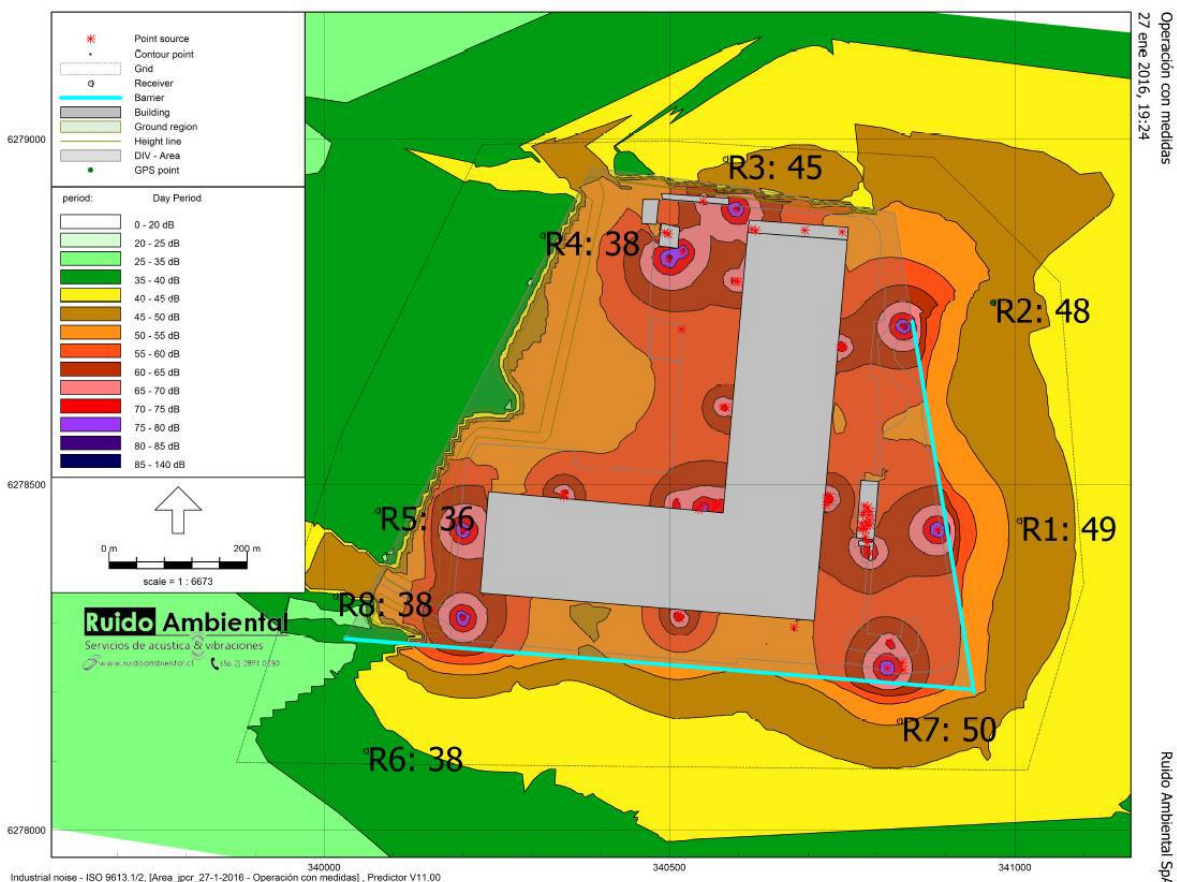 Point source
Contour point
Grid
Receiver
Barrier
Building
Ground region
Height line
DIV - Area
GPS point
period: Day Period
0 - 20 dB
20 - 25 dB
25 - 35 dB
35 - 40 dB
40 - 45 dB
45 - 50 dB
50 - 55 dB
55 - 60 dB
60 - 65 dB
65 - 70 dB
70 - 75 dB
75 - 80 dB
80 - 85 dB
85 - 140 dB
0 m 200 m
scale = 1 : 6673
Ruido Ambiental
Servicios de acústica & vibraciones
www.ruidoambiental.cl
6279000
6278500
6278000
340000
340500
341000
R3: 45
R4: 38
R2: 48
R5: 36
R1: 49
R8: 38
R7: 50
R6: 38
Operación con medidas
27 ene 2016, 19:24
Ruido Ambiental SpA
Industrial noise - ISO 9613.1/2, [Area_jpcr_27-1-2016 - Operación con medidas] , Predictor V11.00